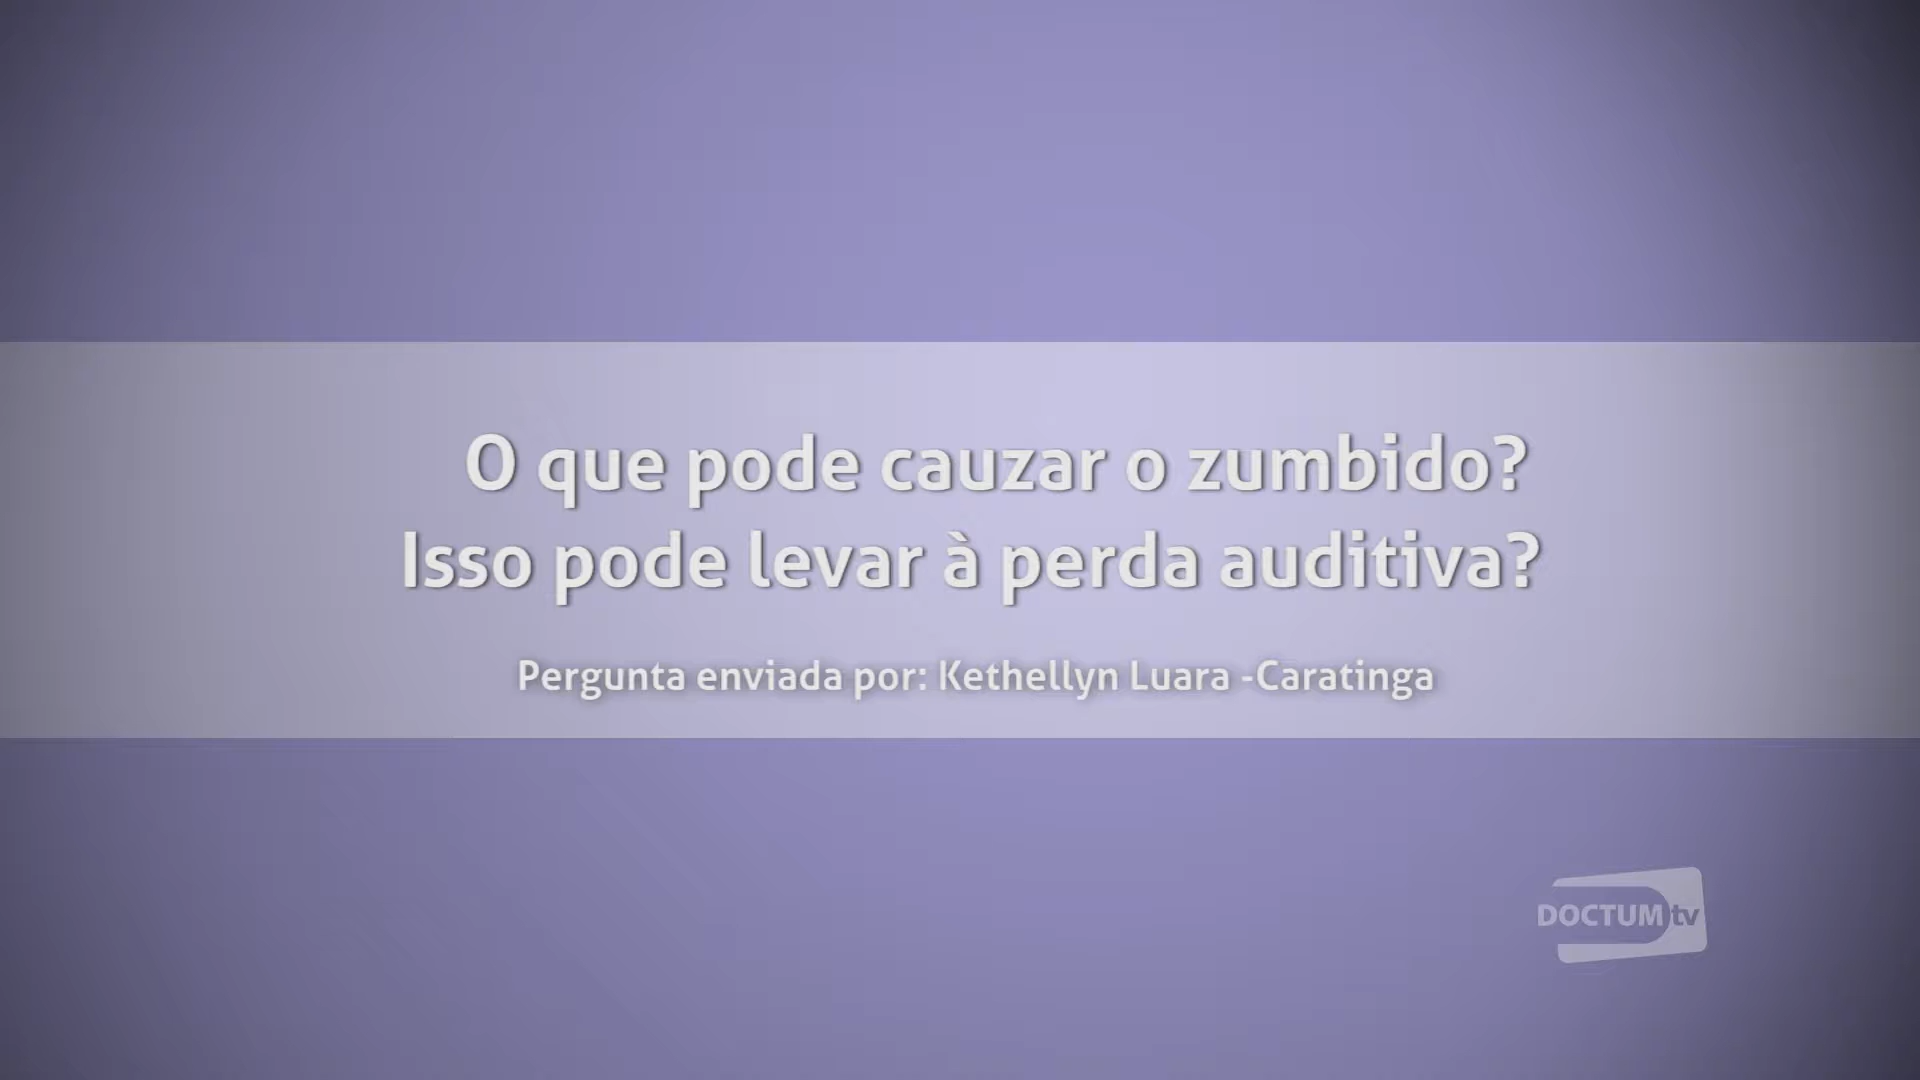 O que pode cauzar o zumbido?
Isso pode levar à perda auditiva?
Pergunta enviada por: Kethellyn Luara -Caratinga
DOCTUM tv